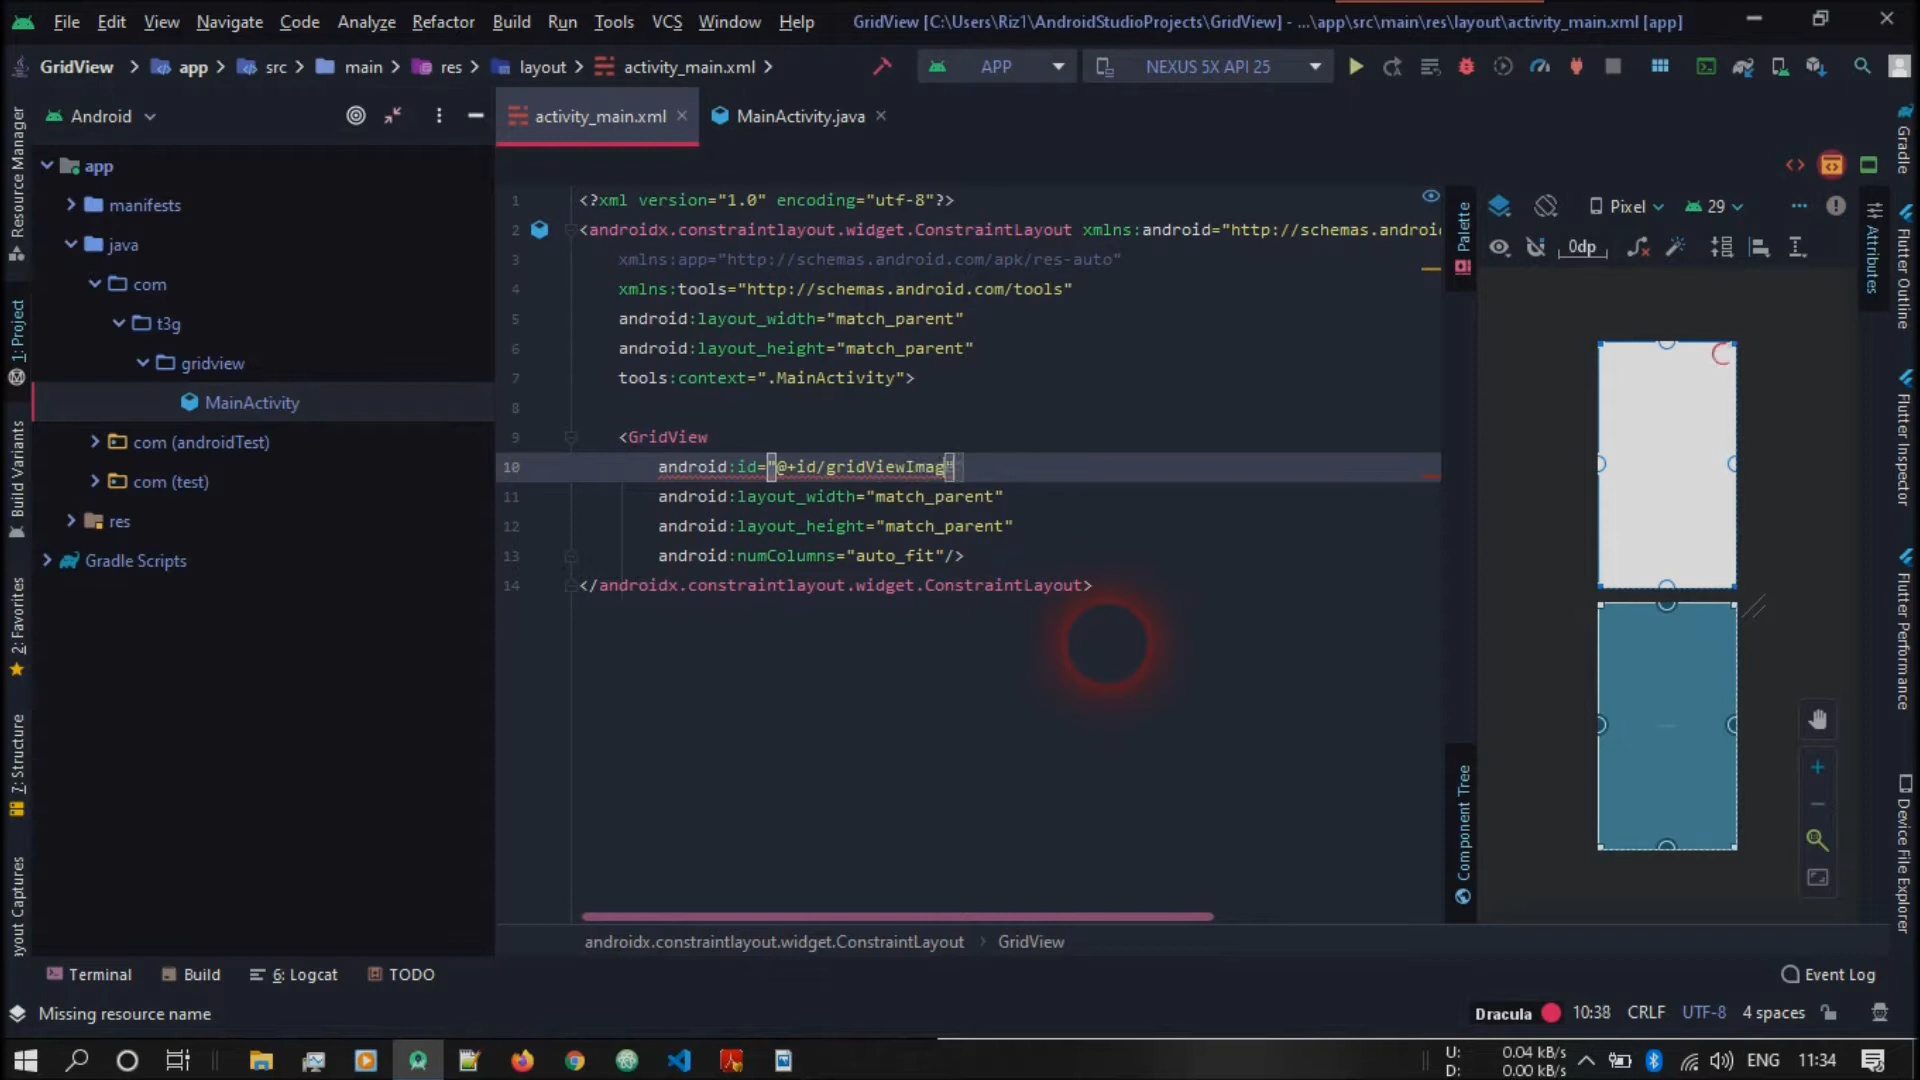 File Edit View Navigate Code Analyze Refactor Build Run Tools VCS Window Help GridView [C:\Users\Riz1\AndroidStudioProjects\GridView] - ...\app\src\main\res\layout\activity_main.xml [app]
GridView app src main res layout activity_main.xml APP NEXUS 5X API 25
Android
activity_main.xml MainActivity.java
app
manifests
java
com
t3g
gridview
MainActivity
com (androidTest)
com (test)
res
Gradle Scripts
Resource Manager
1: Project
Build Variants
2: Favorites
7: Structure
ayout Captures
1 <?xml version="1.0" encoding="utf-8"?>
2 <androidx.constraintlayout.widget.ConstraintLayout xmlns:android="http://schemas.androi
3 xmlns:app="http://schemas.android.com/apk/res-auto"
4 xmlns:tools="http://schemas.android.com/tools"
5 android:layout_width="match_parent"
6 android:layout_height="match_parent"
7 tools:context=".MainActivity">
8
9 <GridView
10 android:id="@+id/gridViewImag"
11 android:layout_width="match_parent"
12 android:layout_height="match_parent"
13 android:numColumns="auto_fit"/>
14 </androidx.constraintlayout.widget.ConstraintLayout>
Palette
Component Tree
Pixel 29
0dp
Attributes
Gradle
Flutter Outline
Flutter Inspector
Flutter Performance
Device File Explorer
androidx.constraintlayout.widget.ConstraintLayout › GridView
Terminal Build 6: Logcat TODO Event Log
Missing resource name Dracula 10:38 CRLF UTF-8 4 spaces
U: 0.04 kB/s
D: 0.00 kB/s
ENG 11:34